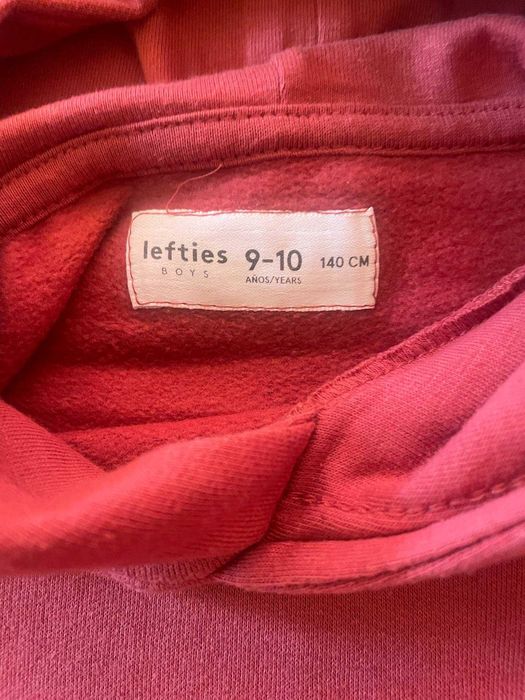 lefties 9-10 140 CM
BOYS AÑOS/YEARS